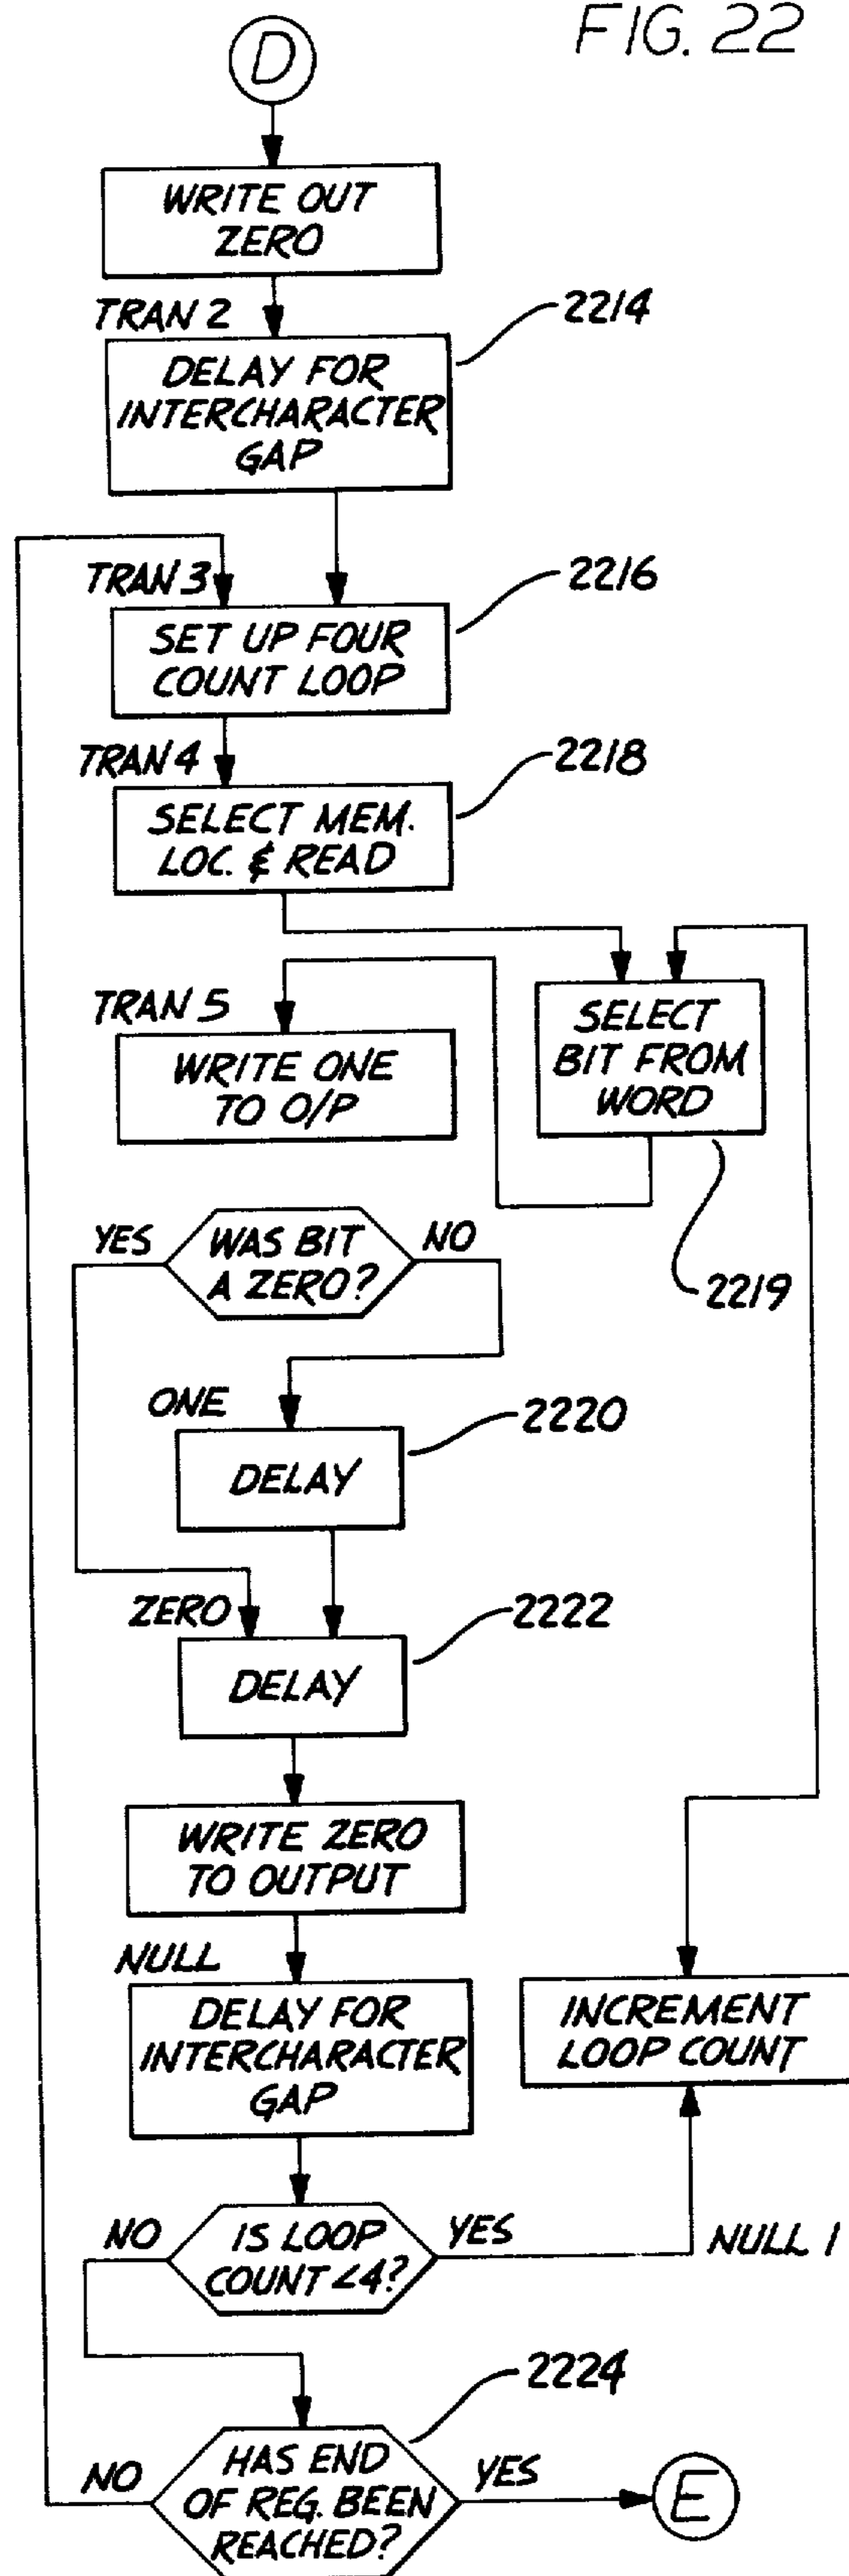 FIG. 22
D
WRITE OUT
ZERO
TRAN 2
2214
DELAY FOR
INTERCHARACTER
GAP
TRAN 3
2216
SET UP FOUR
COUNT LOOP
TRAN 4
2218
SELECT MEM.
LOC. & READ
TRAN 5
WRITE ONE
TO O/P
SELECT
BIT FROM
WORD
2219
YES
WAS BIT
A ZERO?
NO
ONE
2220
DELAY
ZERO
2222
DELAY
WRITE ZERO
TO OUTPUT
NULL
DELAY FOR
INTERCHARACTER
GAP
INCREMENT
LOOP COUNT
NO
IS LOOP
COUNT <4?
YES
NULL 1
2224
NO
HAS END
OF REG. BEEN
REACHED?
YES
E